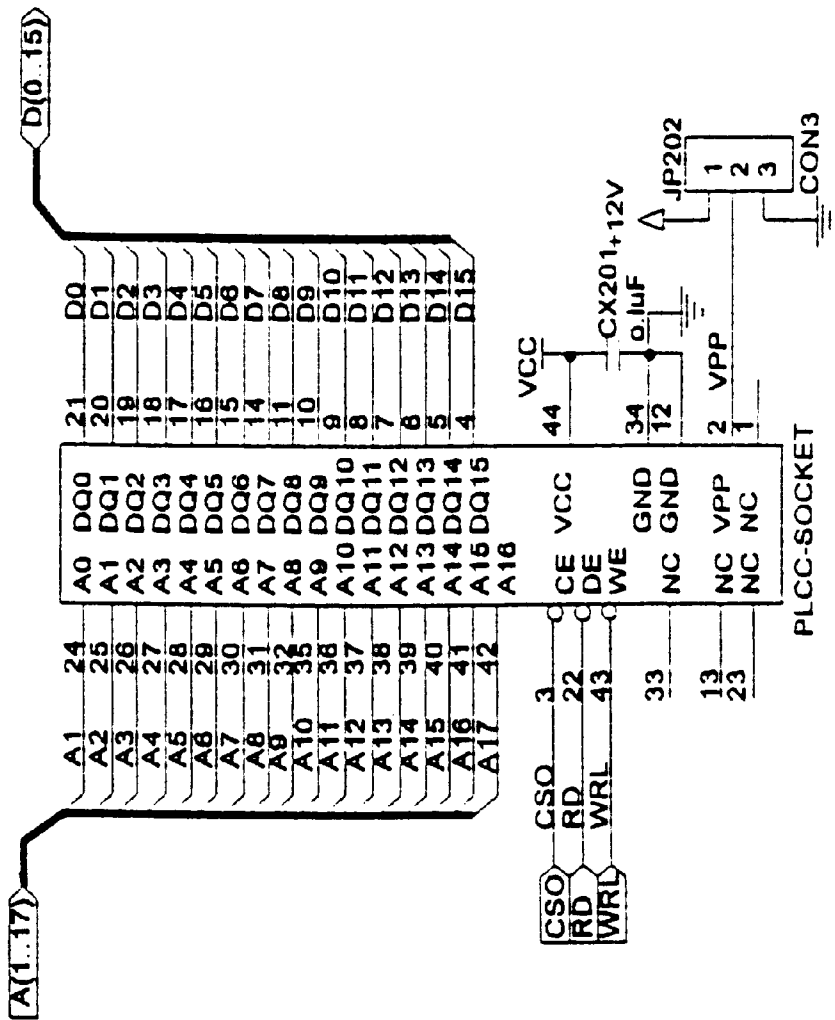 A(1..17)
D(0..15)
A1 24 A0 DQ0 21 D0
A2 25 A1 DQ1 20 D1
A3 26 A2 DQ2 19 D2
A4 27 A3 DQ3 18 D3
A5 28 A4 DQ4 17 D4
A6 29 A5 DQ5 16 D5
A7 30 A6 DQ6 15 D6
A8 31 A7 DQ7 14 D7
A9 32 A8 DQ8 11 D8
A10 35 A9 DQ9 10 D9
A11 36 A10 DQ10 9 D10
A12 37 A11 DQ11 8 D11
A13 38 A12 DQ12 7 D12
A14 39 A13 DQ13 6 D13
A15 40 A14 DQ14 5 D14
A16 41 A15 DQ15 4 D15
A17 42 A16
CSO CSO 3 CE VCC 44 VCC
RD RD 22 DE
WRL WRL 43 WE
CX201
0.1uF
+12V
33 NC GND 34
GND 12
13 NC VPP 2 VPP
23 NC NC 1
JP202
1
2
3
CON3
PLCC-SOCKET